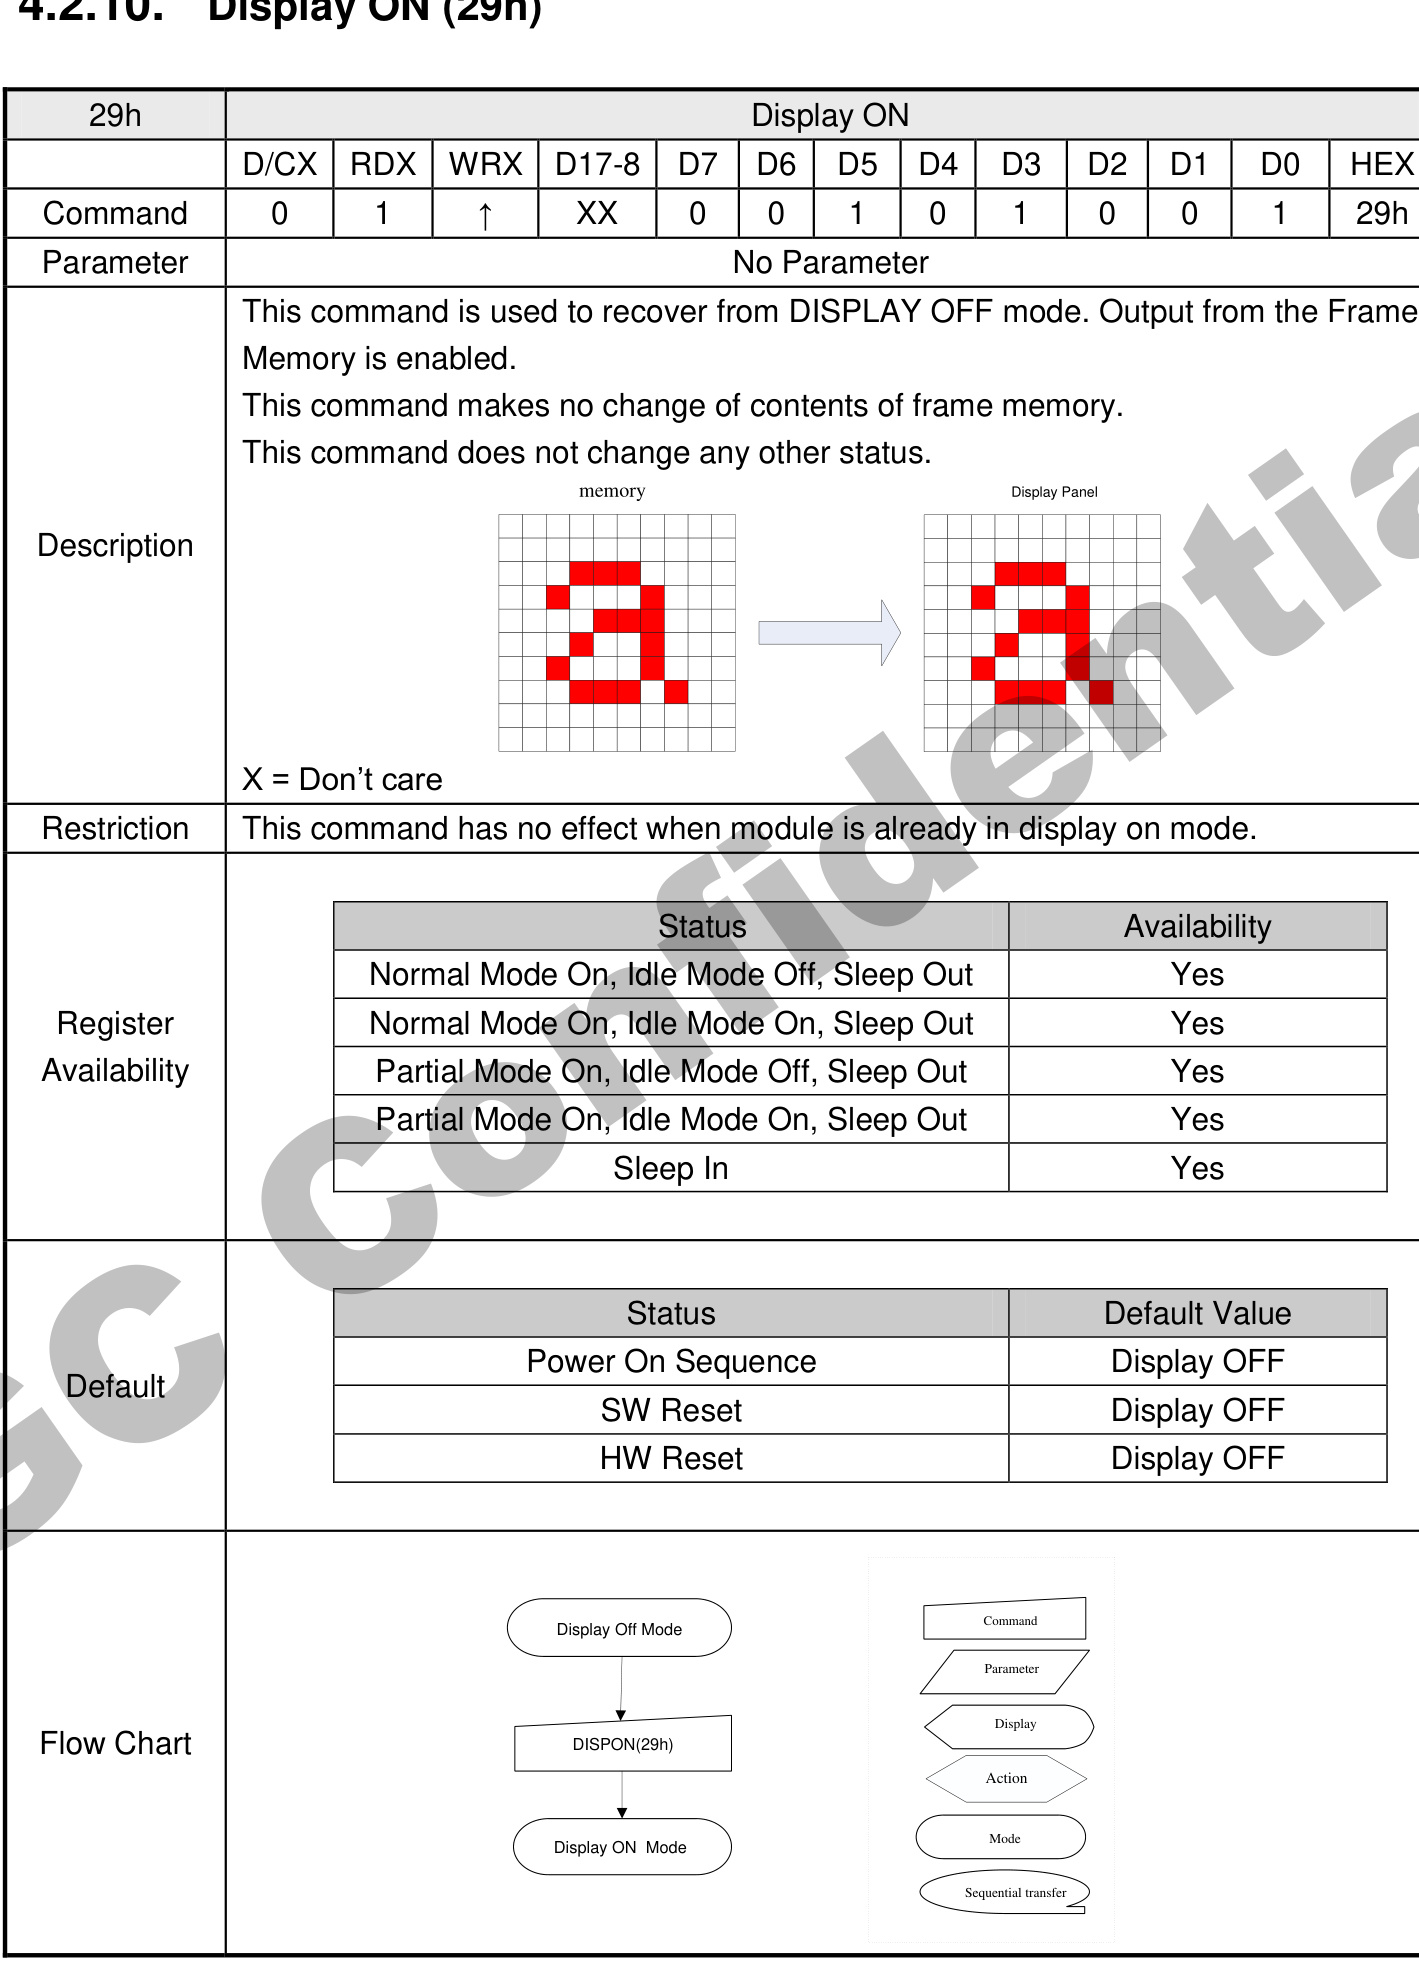 4.2.10. Display ON (29h)
29h Display ON
D/CX RDX WRX D17-8 D7 D6 D5 D4 D3 D2 D1 D0 HEX
Command 0 1 ↑ XX 0 0 1 0 1 0 0 1 29h
Parameter No Parameter
Description
This command is used to recover from DISPLAY OFF mode. Output from the Frame
Memory is enabled.
This command makes no change of contents of frame memory.
This command does not change any other status.
memory Display Panel
X = Don’t care
Restriction This command has no effect when module is already in display on mode.
Register
Availability
Status Availability
Normal Mode On, Idle Mode Off, Sleep Out Yes
Normal Mode On, Idle Mode On, Sleep Out Yes
Partial Mode On, Idle Mode Off, Sleep Out Yes
Partial Mode On, Idle Mode On, Sleep Out Yes
Sleep In Yes
Default
Status Default Value
Power On Sequence Display OFF
SW Reset Display OFF
HW Reset Display OFF
Flow Chart
Display Off Mode
DISPON(29h)
Display ON Mode
Command
Parameter
Display
Action
Mode
Sequential transfer
GC Confidentia